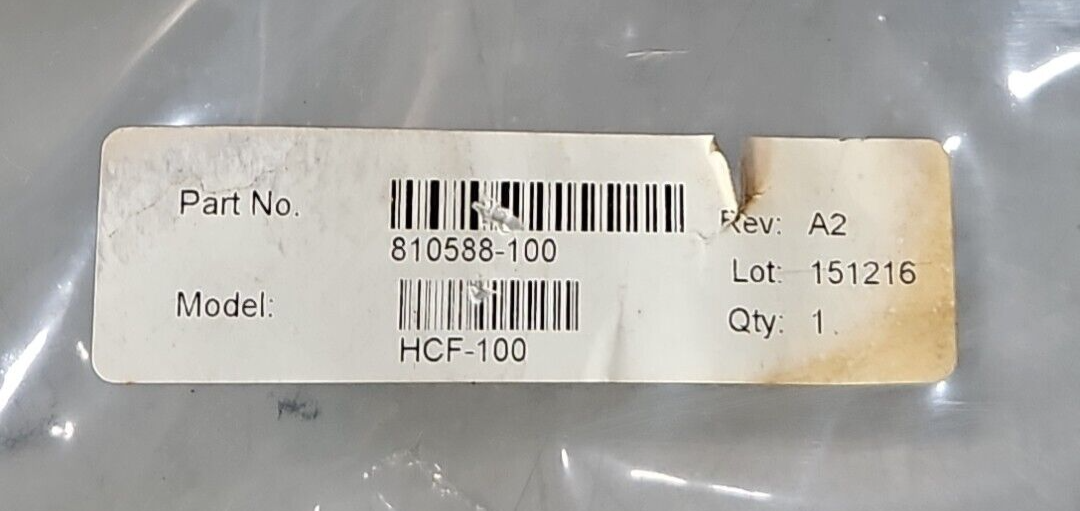 Part No.
810588-100
Rev: A2
Lot: 151216
Model:
HCF-100
Qty: 1